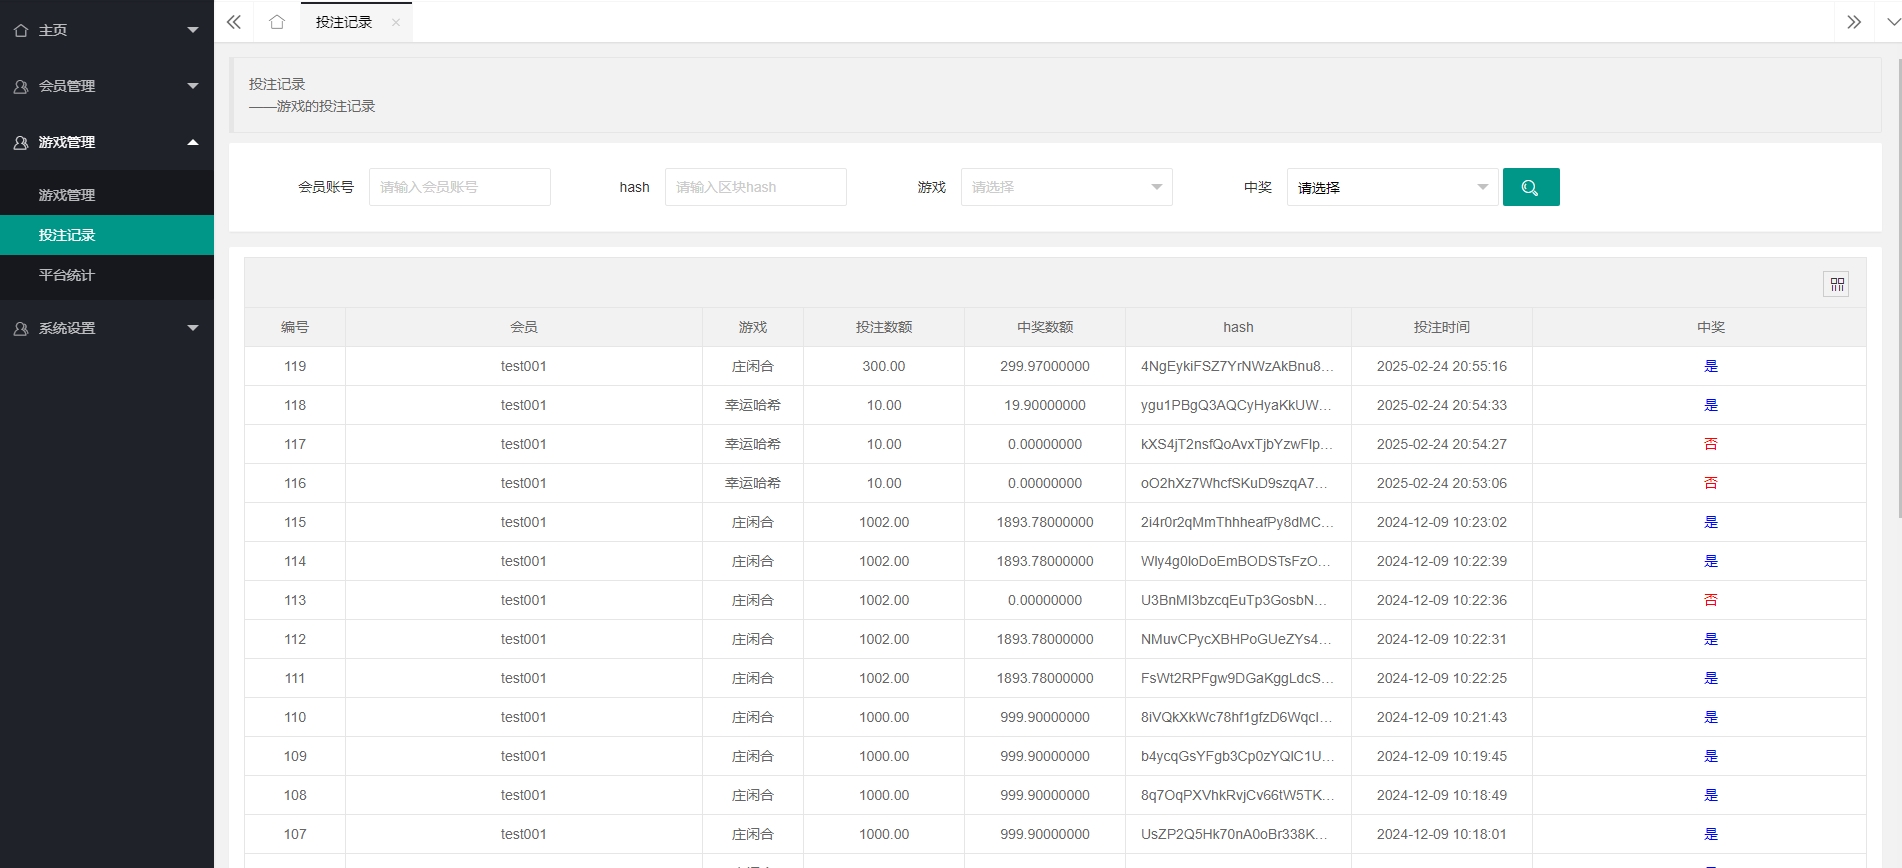 主页
会员管理
游戏管理
游戏管理
投注记录
平台统计
系统设置
投注记录
投注记录
——游戏的投注记录
会员账号 请输入会员账号 hash 请输入区块hash 游戏 请选择 中奖 请选择
编号 会员 游戏 投注数额 中奖数额 hash 投注时间 中奖
119 test001 庄闲合 300.00 299.97000000 4NgEykiFSZ7YrNWzAkBnu8... 2025-02-24 20:55:16 是
118 test001 幸运哈希 10.00 19.90000000 ygu1PBgQ3AQCyHyaKkUW... 2025-02-24 20:54:33 是
117 test001 幸运哈希 10.00 0.00000000 kXS4jT2nsfQoAvxTjbYzwFIp... 2025-02-24 20:54:27 否
116 test001 幸运哈希 10.00 0.00000000 oO2hXz7WhcfSKuD9szqA7... 2025-02-24 20:53:06 否
115 test001 庄闲合 1002.00 1893.78000000 2i4r0r2qMmThhheafPy8dMC... 2024-12-09 10:23:02 是
114 test001 庄闲合 1002.00 1893.78000000 Wly4g0loDoEmBODSTsFzO... 2024-12-09 10:22:39 是
113 test001 庄闲合 1002.00 0.00000000 U3BnMI3bzcqEuTp3GosbN... 2024-12-09 10:22:36 否
112 test001 庄闲合 1002.00 1893.78000000 NMuvCPycXBHPoGUeZYs4... 2024-12-09 10:22:31 是
111 test001 庄闲合 1002.00 1893.78000000 FsWt2RPFgw9DGaKggLdcS... 2024-12-09 10:22:25 是
110 test001 庄闲合 1000.00 999.90000000 8iVQkXkWc78hf1gfzD6WqcI... 2024-12-09 10:21:43 是
109 test001 庄闲合 1000.00 999.90000000 b4ycqGsYFgb3Cp0zYQIC1U... 2024-12-09 10:19:45 是
108 test001 庄闲合 1000.00 999.90000000 8q7OqPXVhkRvjCv66tW5TK... 2024-12-09 10:18:49 是
107 test001 庄闲合 1000.00 999.90000000 UsZP2Q5Hk70nA0oBr338K... 2024-12-09 10:18:01 是